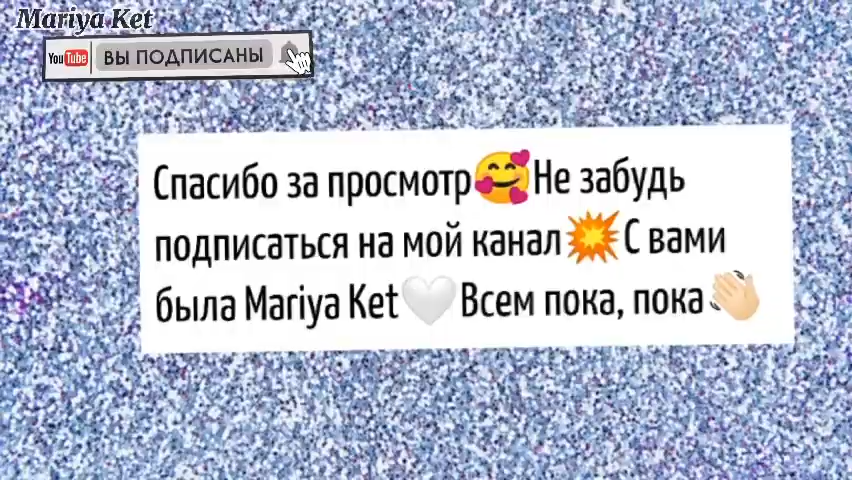 Mariya Ket
YouTube ВЫ ПОДПИСАНЫ
Спасибо за просмотр🥰Не забудь
подписаться на мой канал💥С вами
была Mariya Ket🤍Всем пока, пока👋🏻